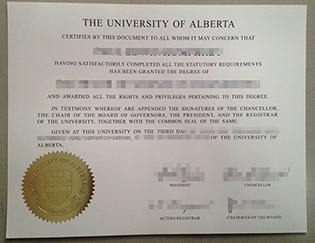 THE UNIVERSITY OF ALBERTA
CERTIFIES BY THIS DOCUMENT TO ALL WHOM IT MAY CONCERN THAT
HAVING SATISFACTORILY COMPLETED ALL THE STATUTORY REQUIREMENTS
HAS BEEN GRANTED THE DEGREE OF
AND AWARDED ALL THE RIGHTS AND PRIVILEGES PERTAINING TO THIS DEGREE.
IN TESTIMONY WHEREOF ARE APPENDED THE SIGNATURES OF THE CHANCELLOR,
THE CHAIR OF THE BOARD OF GOVERNORS, THE PRESIDENT, AND THE REGISTRAR
OF THE UNIVERSITY, TOGETHER WITH THE COMMON SEAL OF THE SAME.
GIVEN AT THIS UNIVERSITY ON THE THIRD DA
OF THE UNIVERSITY OF
ALBERTA.
PRESIDENT CHANCELLOR
ACTING REGISTRAR CHAIRMAN OF THE BOARD